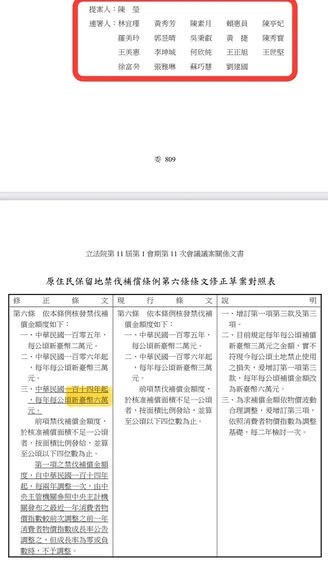 提案人：陳　瑩
連署人：林宜瑾　黃秀芳　陳素月　賴惠員　陳亭妃
羅美玲　郭昱晴　吳秉叡　黃　捷　陳秀寳
王美惠　李坤城　何欣純　王正旭　王世堅
徐富癸　張雅琳　蘇巧慧　劉建國
委 809
立法院第 11 屆第 1 會期第 11 次會議議案關係文書
原住民保留地禁伐補償條例第六條條文修正草案對照表
修正條文
第六條　依本條例核發禁伐補
償金額度如下：
一、中華民國一百零五年，
每公頃新臺幣二萬元。
二、中華民國一百零六年起
，每年每公頃新臺幣三萬
元。
三、中華民國一百十四年起
，每年每公頃新臺幣六萬
元。
前項禁伐補償金額度，
於核准補償面積不足一公頃
者，按面積比例發給，並算
至公頃以下四位數為止。
第一項之禁伐補償金額
度，自中華民國一百十四年
起，每兩年調整一次，由中
央主管機關參照中央主計機
關發布之最近一年消費者物
價指數較前次調整之前一年
消費者物價指數成長率公告
調整之，但成長率為零或負
數時，不予調整。
現行條文
第六條　依本條例核發禁伐補
償金額度如下：
一、中華民國一百零五年，
每公頃新臺幣二萬元。
二、中華民國一百零六年起
，每年每公頃新臺幣三萬
元。
前項禁伐補償金額度，
於核准補償面積不足一公頃
者，按面積比例發給，並算
至公頃以下四位數為止。
說明
一、增訂第一項第三款及第三
項。
二、目前規定每年每公頃補償
新臺幣三萬元之金額，實不
符現今每公頃土地禁止使用
之損失，爰增訂第一項第三
款，每年每公頃補償金額改
為新臺幣六萬元。
三、為求補償金額依物價波動
合理調整，爰增訂第三項，
依照消費者物價指數為調整
基礎，每二年檢討一次。